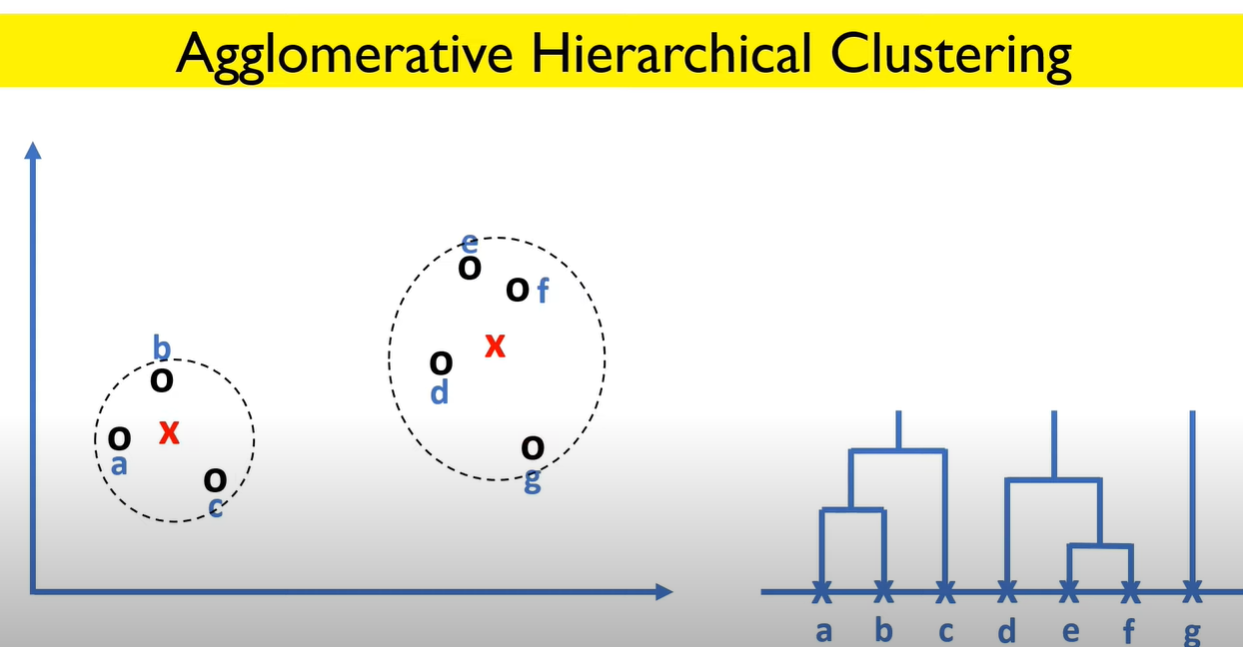 Agglomerative Hierarchical Clustering
e
o
o f
b
x
o
o
d
o
x
a
o
c
o
g
x x x x x x x
a b c d e f g